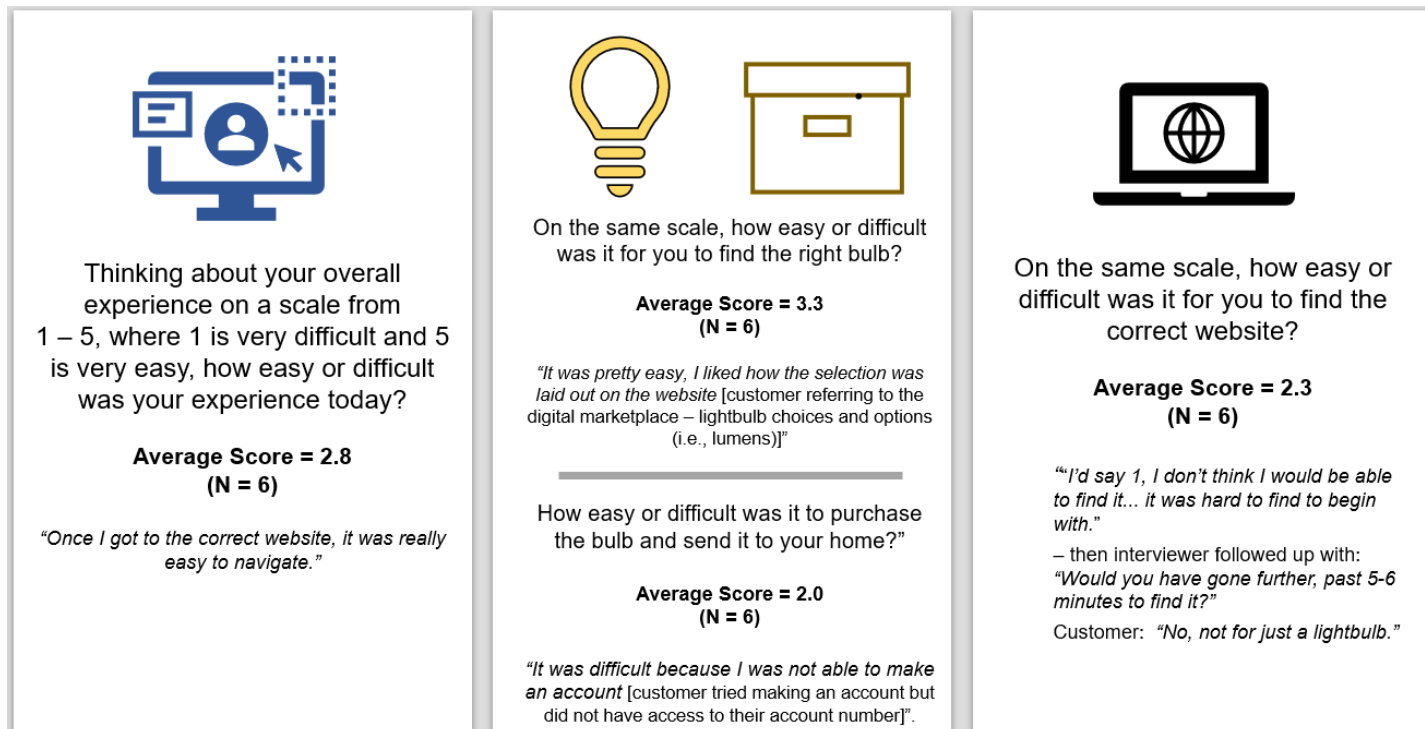 Thinking about your overall
experience on a scale from
1 – 5, where 1 is very difficult and 5
is very easy, how easy or difficult
was your experience today?
Average Score = 2.8
(N = 6)
“Once I got to the correct website, it was really
easy to navigate.”
On the same scale, how easy or difficult
was it for you to find the right bulb?
Average Score = 3.3
(N = 6)
“It was pretty easy, I liked how the selection was
laid out on the website [customer referring to the
digital marketplace – lightbulb choices and options
(i.e., lumens)]”
How easy or difficult was it to purchase
the bulb and send it to your home?”
Average Score = 2.0
(N = 6)
“It was difficult because I was not able to make
an account [customer tried making an account but
did not have access to their account number]”.
On the same scale, how easy or
difficult was it for you to find the
correct website?
Average Score = 2.3
(N = 6)
““I’d say 1, I don’t think I would be able
to find it... it was hard to find to begin
with.”
– then interviewer followed up with:
“Would you have gone further, past 5-6
minutes to find it?”
Customer: “No, not for just a lightbulb.”